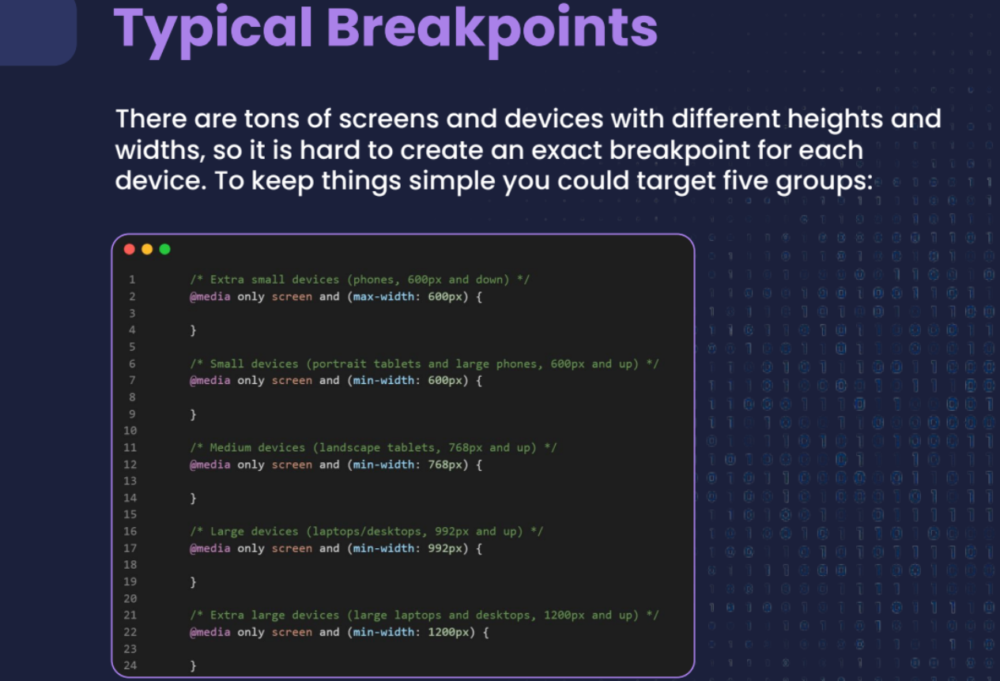 Typical Breakpoints
There are tons of screens and devices with different heights and
widths, so it is hard to create an exact breakpoint for each
device. To keep things simple you could target five groups:
1 /* Extra small devices (phones, 600px and down) */
2 @media only screen and (max-width: 600px) {
3
4 }
5
6 /* Small devices (portrait tablets and large phones, 600px and up) */
7 @media only screen and (min-width: 600px) {
8
9 }
10
11 /* Medium devices (landscape tablets, 768px and up) */
12 @media only screen and (min-width: 768px) {
13
14 }
15
16 /* Large devices (laptops/desktops, 992px and up) */
17 @media only screen and (min-width: 992px) {
18
19 }
20
21 /* Extra large devices (large laptops and desktops, 1200px and up) */
22 @media only screen and (min-width: 1200px) {
23
24 }